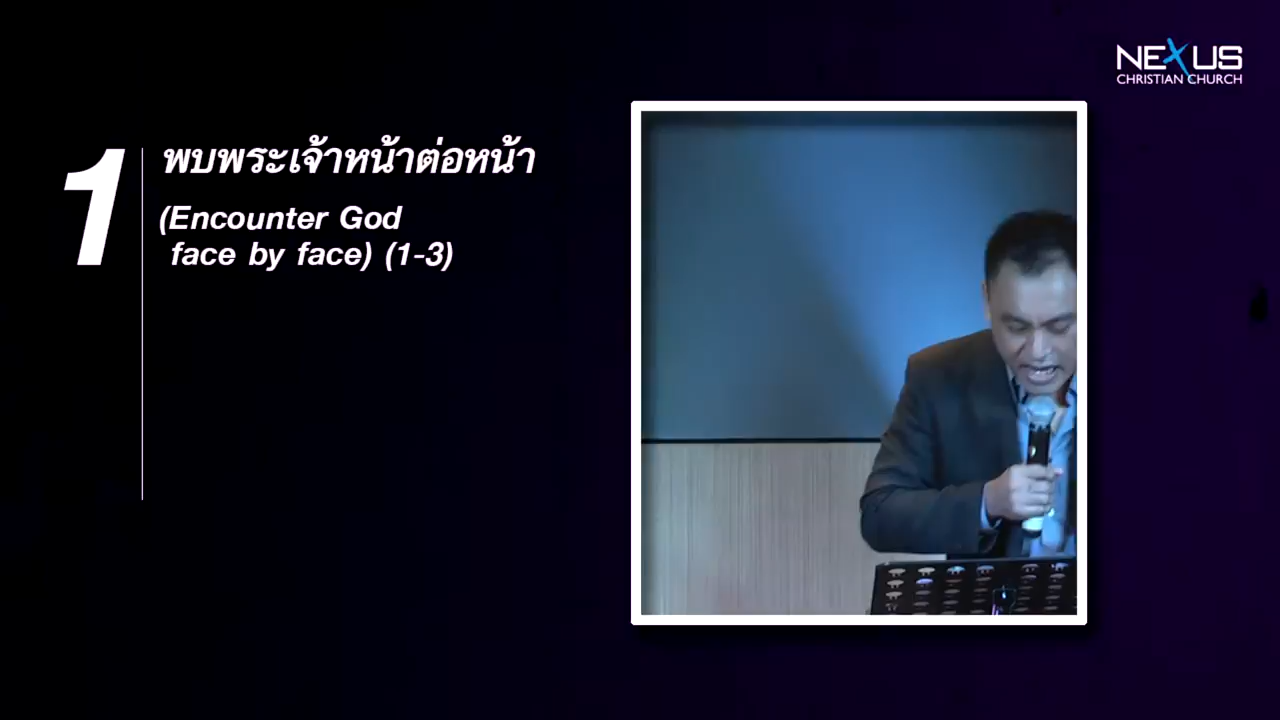 NEXUS
CHRISTIAN CHURCH
1
พบพระเจ้าหน้าต่อหน้า
(Encounter God
face by face) (1-3)